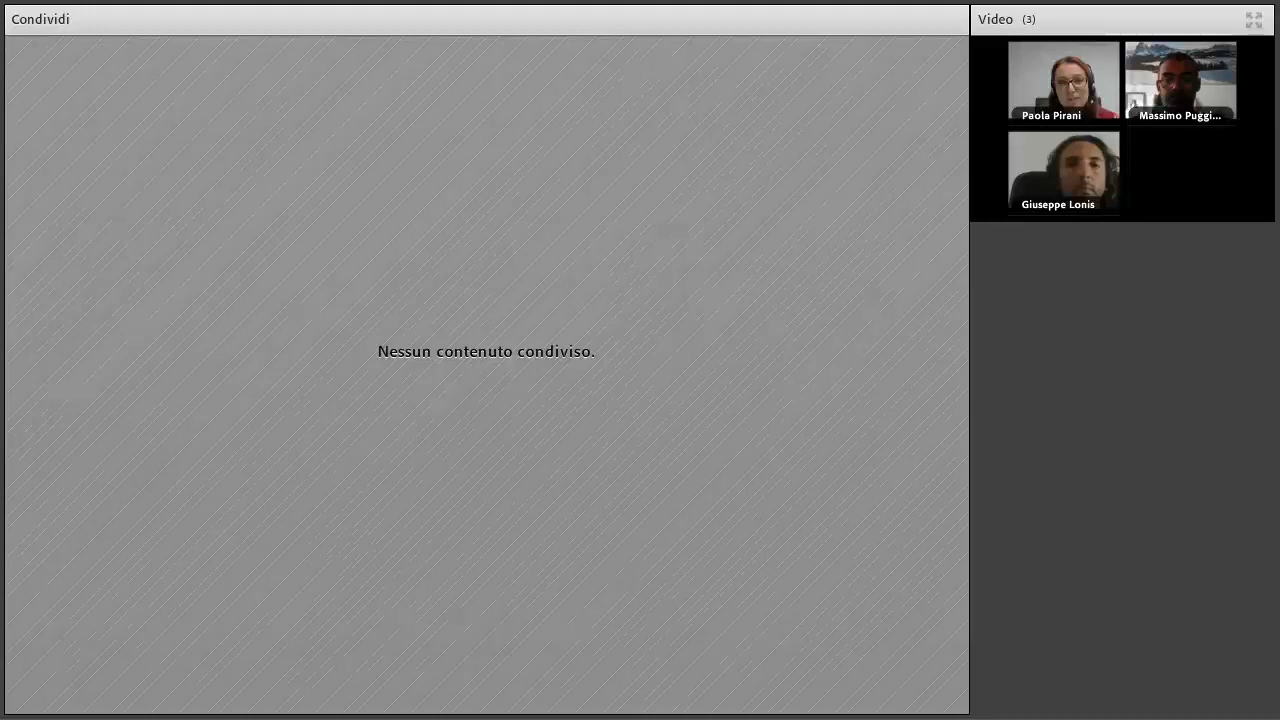 Condividi
Video (3)
Paola Pirani
Massimo Puggi...
Giuseppe Lonis
Nessun contenuto condiviso.